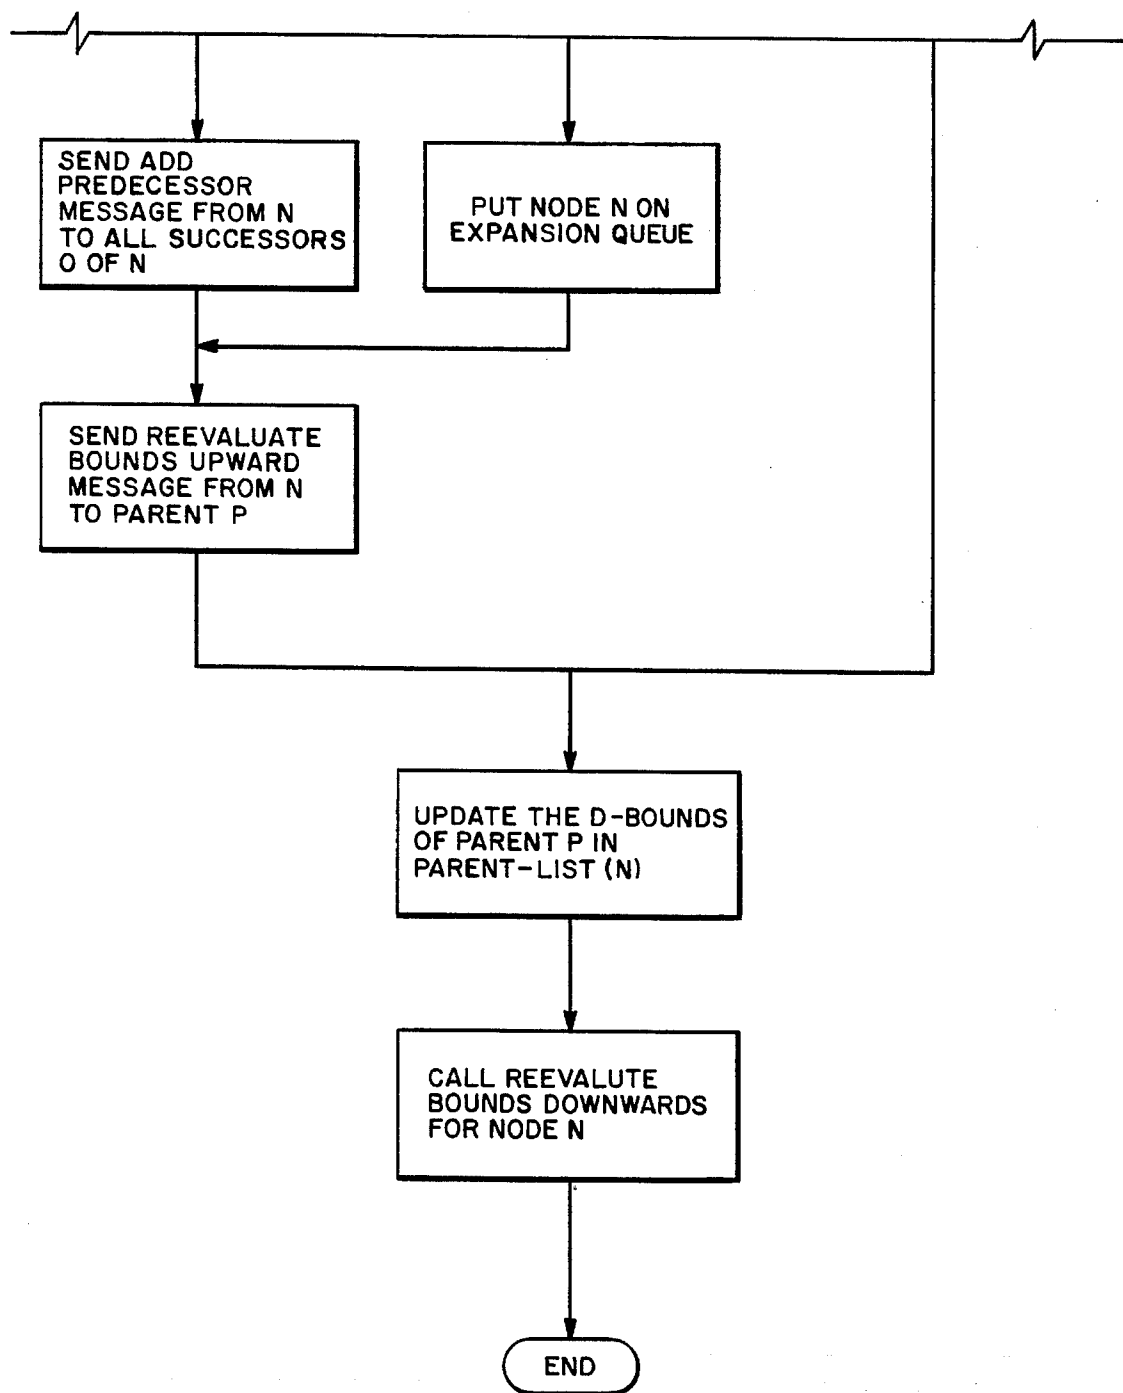 SEND ADD
PREDECESSOR
MESSAGE FROM N
TO ALL SUCCESSORS
O OF N
PUT NODE N ON
EXPANSION QUEUE
SEND REEVALUATE
BOUNDS UPWARD
MESSAGE FROM N
TO PARENT P
UPDATE THE D-BOUNDS
OF PARENT P IN
PARENT-LIST (N)
CALL REEVALUTE
BOUNDS DOWNWARDS
FOR NODE N
END